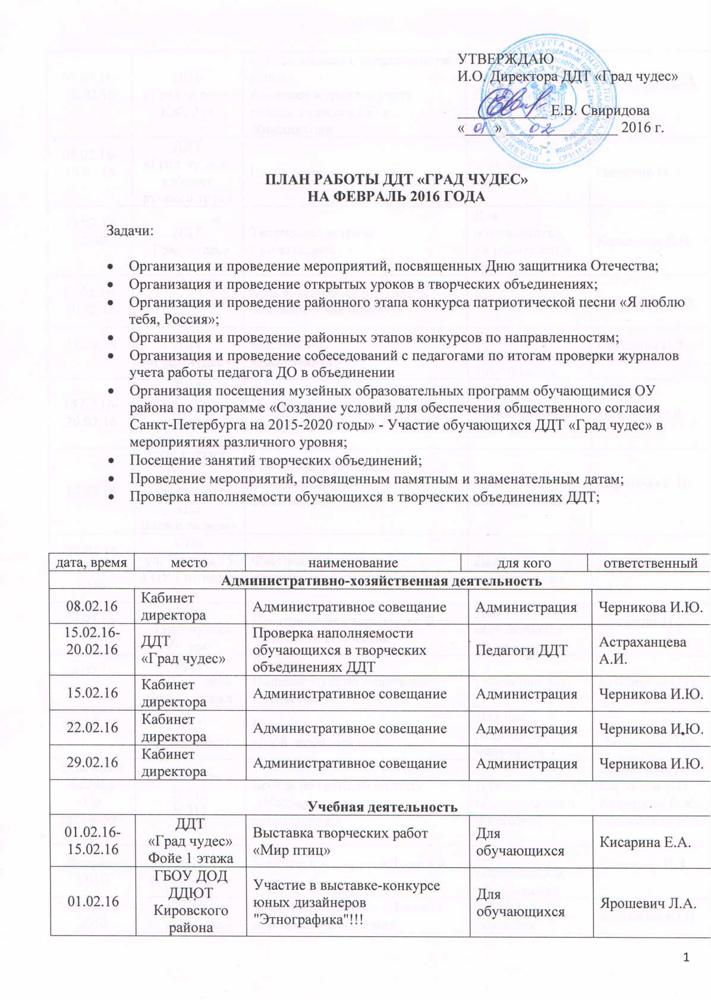 УТВЕРЖДАЮ
И.О. Директора ДДТ «Град чудес»
Е.В. Свиридова
« 01 » 02 2016 г.
ПЛАН РАБОТЫ ДДТ «ГРАД ЧУДЕС»
НА ФЕВРАЛЬ 2016 ГОДА
Задачи:
• Организация и проведение мероприятий, посвященных Дню защитника Отечества;
• Организация и проведение открытых уроков в творческих объединениях;
• Организация и проведение районного этапа конкурса патриотической песни «Я люблю
тебя, Россия»;
• Организация и проведение районных этапов конкурсов по направленностям;
• Организация и проведение собеседований с педагогами по итогам проверки журналов
учета работы педагога ДО в объединении
• Организация посещения музейных образовательных программ обучающимися ОУ
района по программе «Создание условий для обеспечения общественного согласия
Санкт-Петербурга на 2015-2020 годы» - Участие обучающихся ДДТ «Град чудес» в
мероприятиях различного уровня;
• Посещение занятий творческих объединений;
• Проведение мероприятий, посвященным памятным и знаменательным датам;
• Проверка наполняемости обучающихся в творческих объединениях ДДТ;
дата, время место наименование для кого ответственный
Административно-хозяйственная деятельность
08.02.16 Кабинет
директора Административное совещание Администрация Черникова И.Ю.
15.02.16-
20.02.16 ДДТ
«Град чудес» Проверка наполняемости
обучающихся в творческих
объединениях ДДТ Педагоги ДДТ Астраханцева
А.И.
15.02.16 Кабинет
директора Административное совещание Администрация Черникова И.Ю.
22.02.16 Кабинет
директора Административное совещание Администрация Черникова И.Ю.
29.02.16 Кабинет
директора Административное совещание Администрация Черникова И.Ю.
Учебная деятельность
01.02.16-
15.02.16 ДДТ
«Град чудес»
Фойе 1 этажа Выставка творческих работ
«Мир птиц» Для
обучающихся Кисарина Е.А.
01.02.16 ГБОУ ДОД
ДДЮТ
Кировского
района Участие в выставке-конкурсе
юных дизайнеров
"Этнографика"!!! Для
обучающихся Ярошевич Л.А.
1